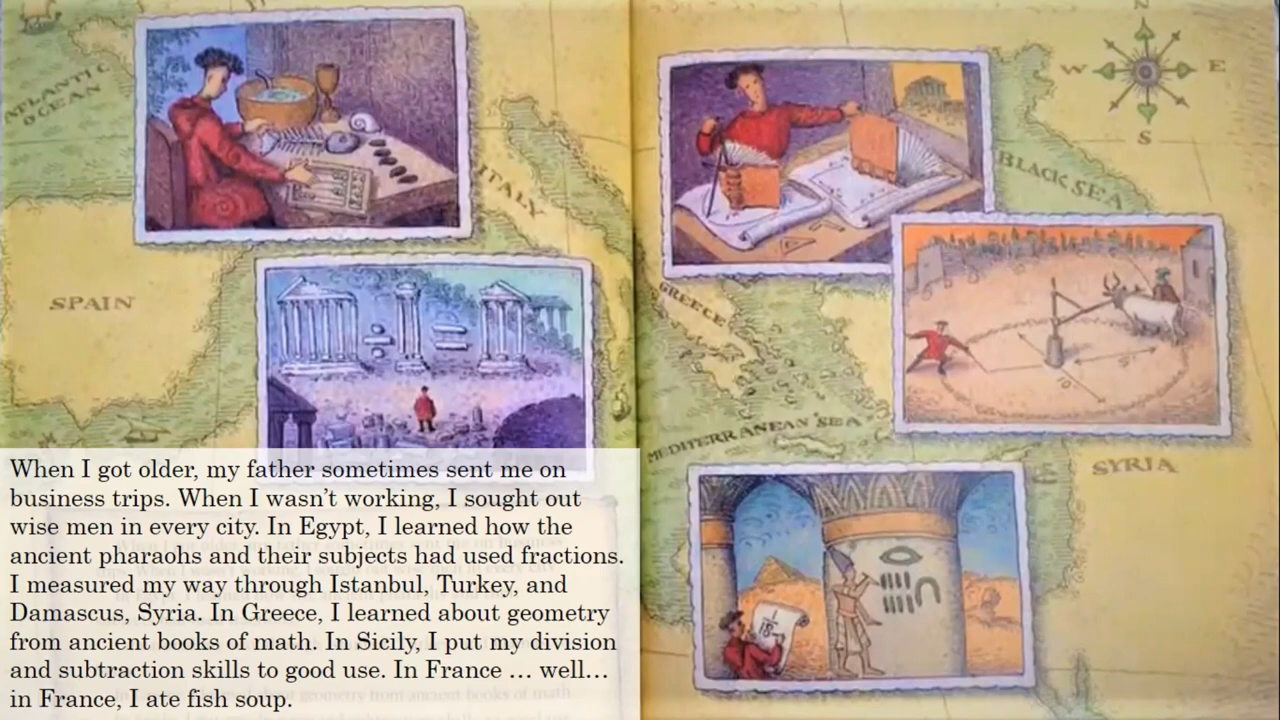 ATLANTIC
OCEAN
SPAIN
ITALY
N
W
E
S
BLACK SEA
GREECE
MEDITERRANEAN SEA
SYRIA
10
1
18
When I got older, my father sometimes sent me on
business trips. When I wasn’t working, I sought out
wise men in every city. In Egypt, I learned how the
ancient pharaohs and their subjects had used fractions.
I measured my way through Istanbul, Turkey, and
Damascus, Syria. In Greece, I learned about geometry
from ancient books of math. In Sicily, I put my division
and subtraction skills to good use. In France … well…
in France, I ate fish soup.